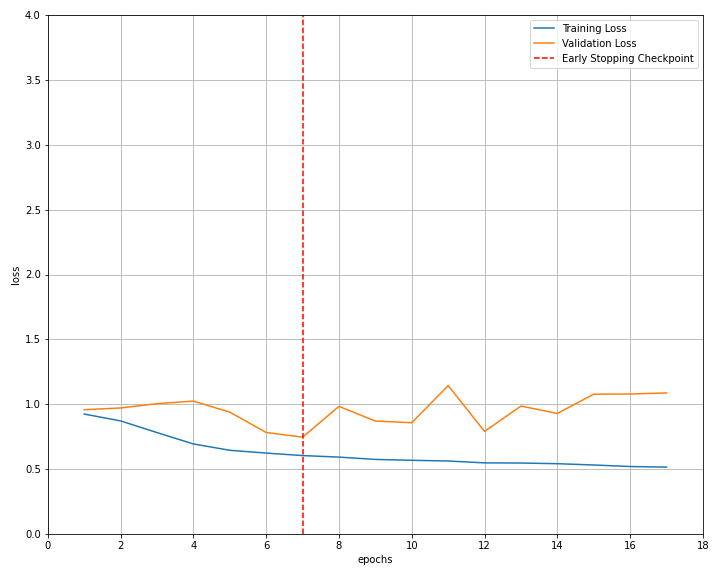 4.0
3.5
3.0
2.5
2.0
1.5
1.0
0.5
0.0
loss
Training Loss
Validation Loss
Early Stopping Checkpoint
0 2 4 6 8 10 12 14 16 18
epochs